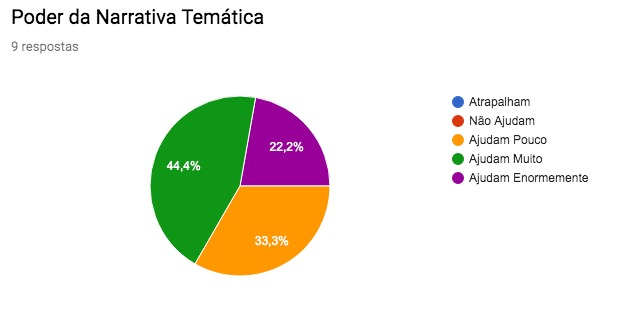 Poder da Narrativa Temática
9 respostas
Atrapalham
Não Ajudam
Ajudam Pouco
Ajudam Muito
Ajudam Enormemente
44,4%
22,2%
33,3%